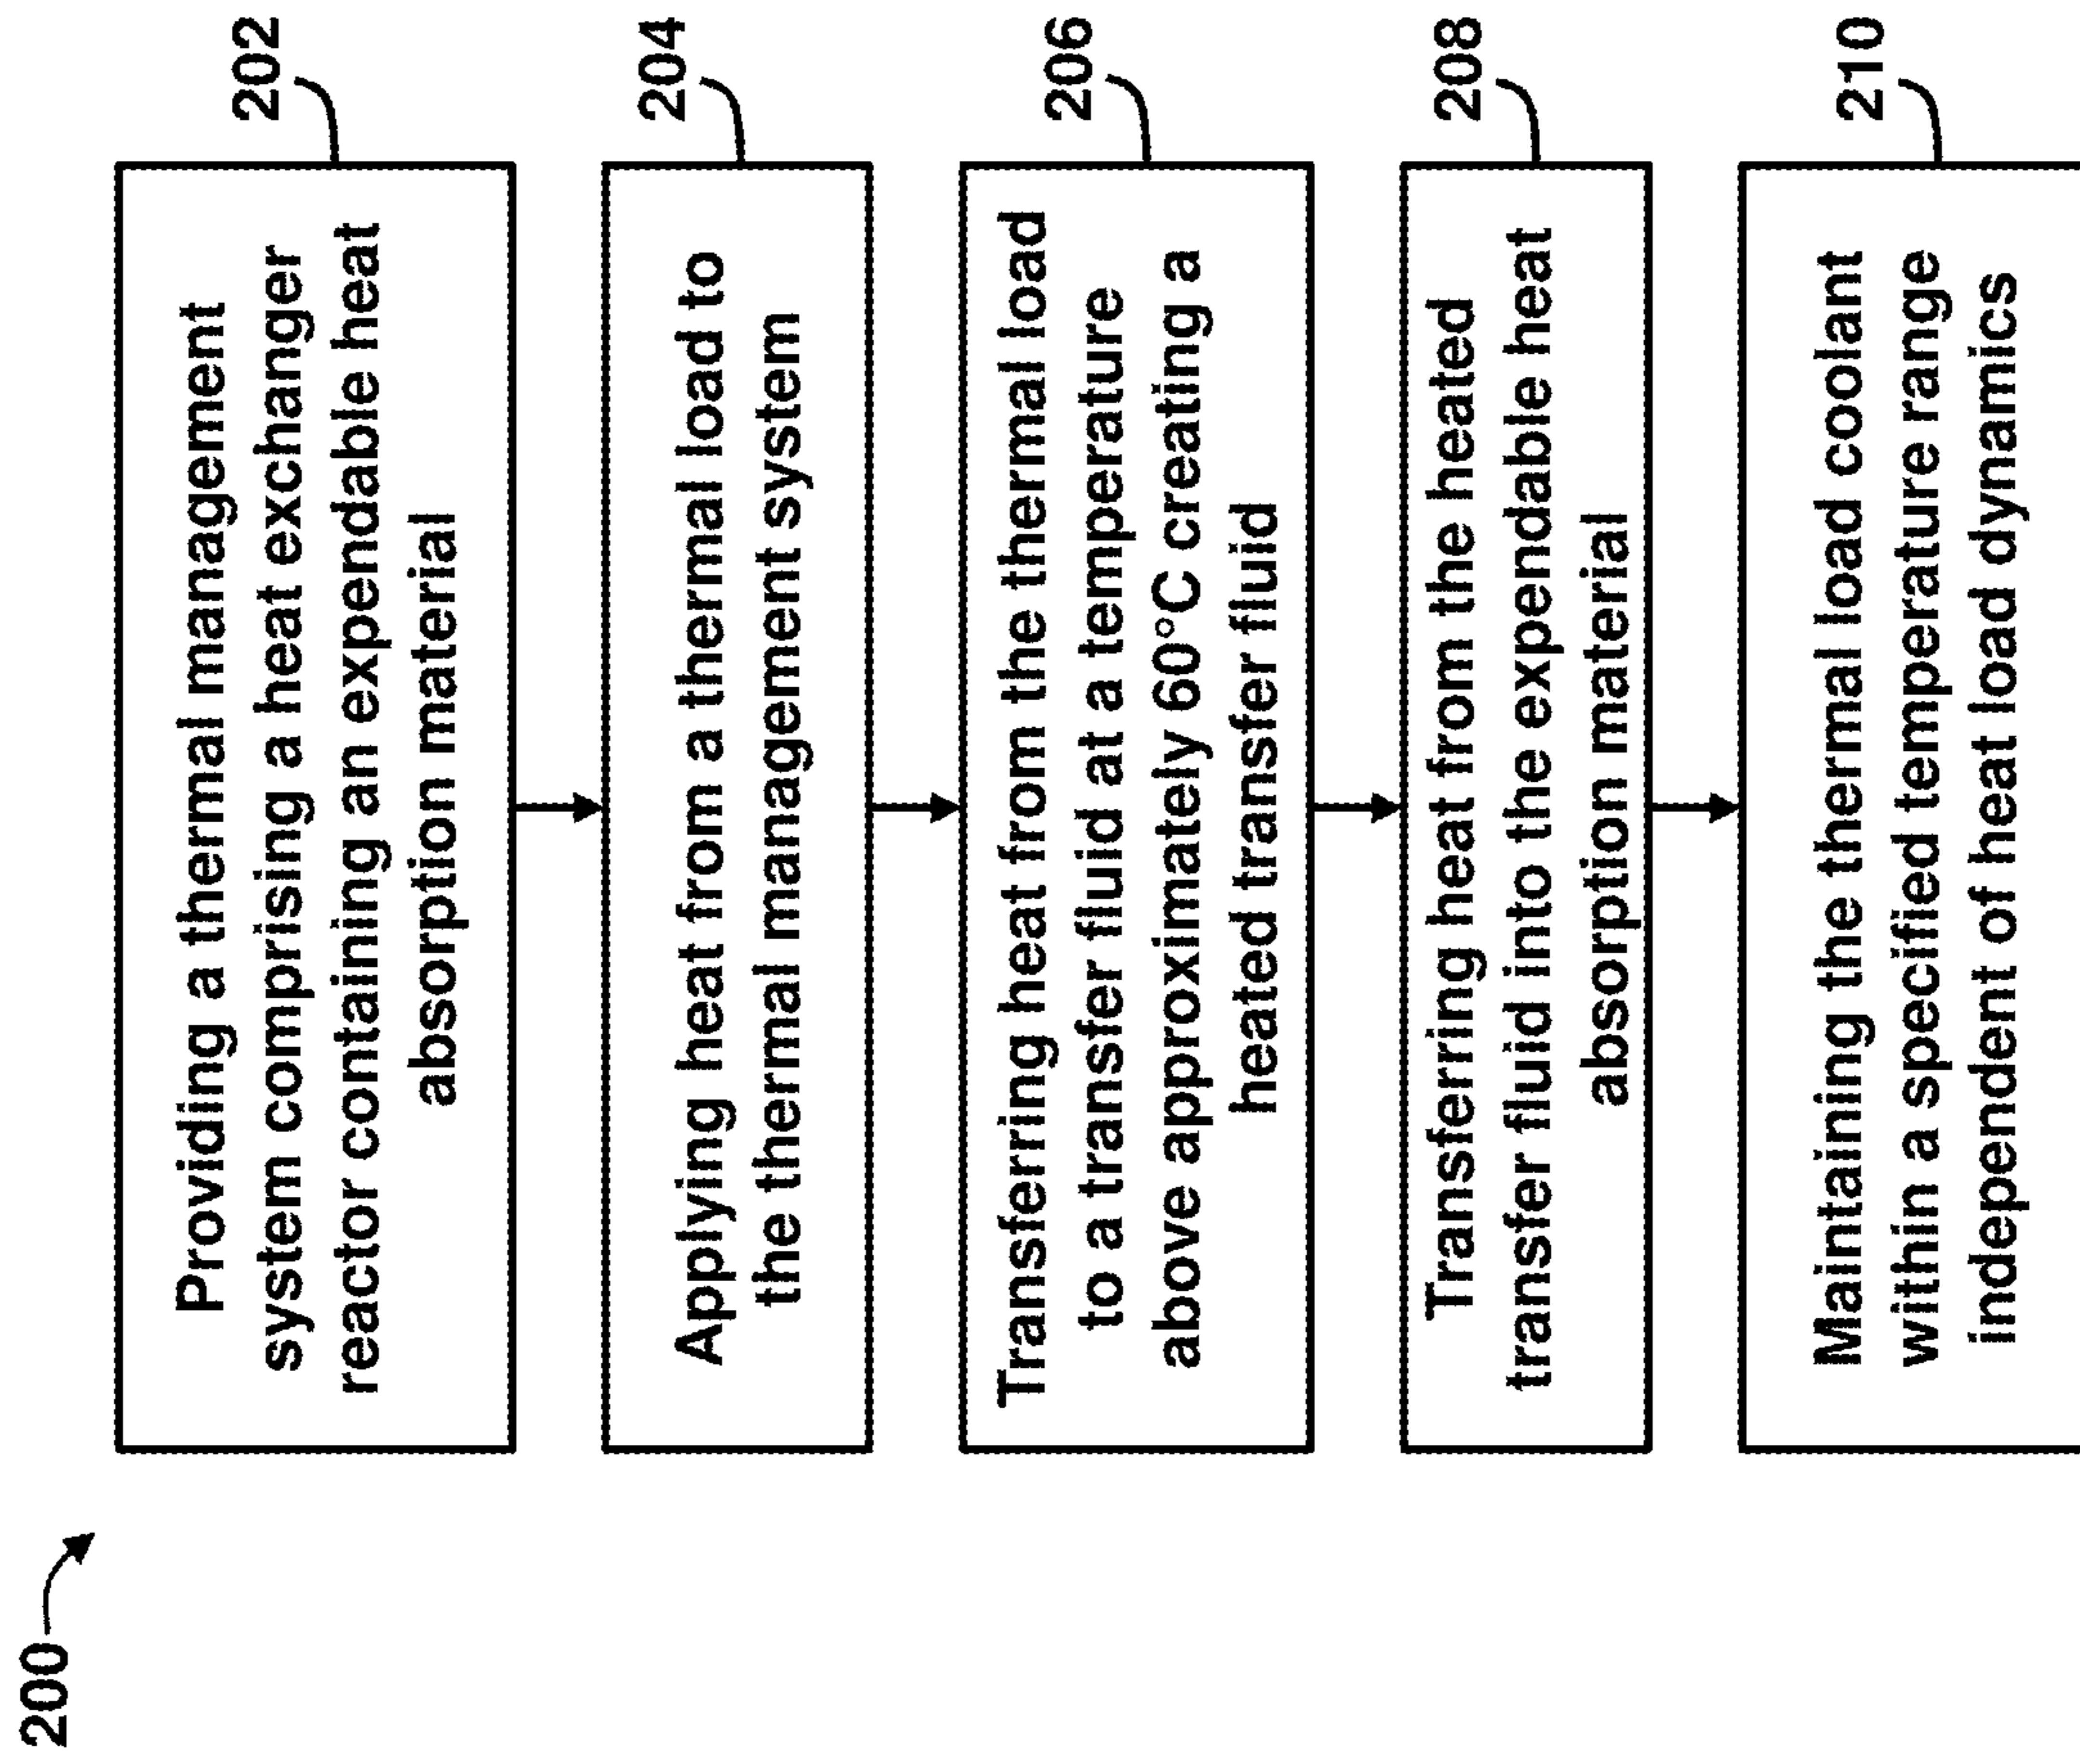 200
Providing a thermal management
system comprising a heat exchanger
reactor containing an expendable heat
absorption material
202
Applying heat from a thermal load to
the thermal management system
204
Transferring heat from the thermal load
to a transfer fluid at a temperature
above approximately 60°C creating a
heated transfer fluid
206
Transferring heat from the heated
transfer fluid into the expendable heat
absorption material
208
Maintaining the thermal load coolant
within a specified temperature range
independent of heat load dynamics
210